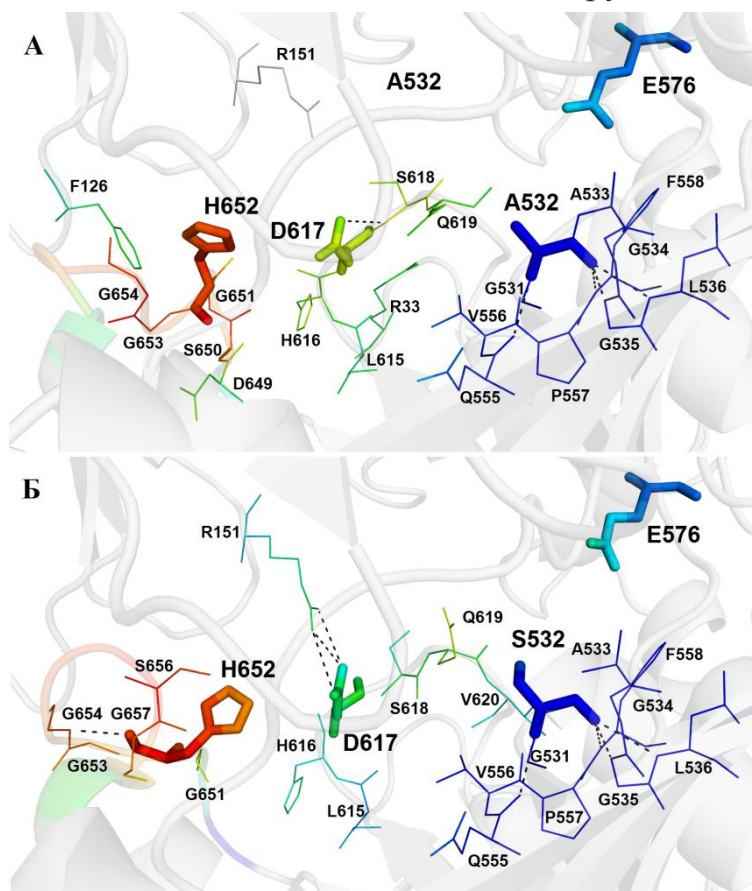 А
R151
A532
E576
F126
S618
F558
H652
D617
Q619
A532
A533
G534
G654
G651
G531
L536
G653
R33
V556
H616
S650
G535
L615
D649
Q555
P557
Б
R151
E576
Q619
S532
A533
F558
S656
H652
G534
G654
G657
S618
V620
G653
H616
D617
G531
L536
G651
V556
G535
L615
P557
Q555